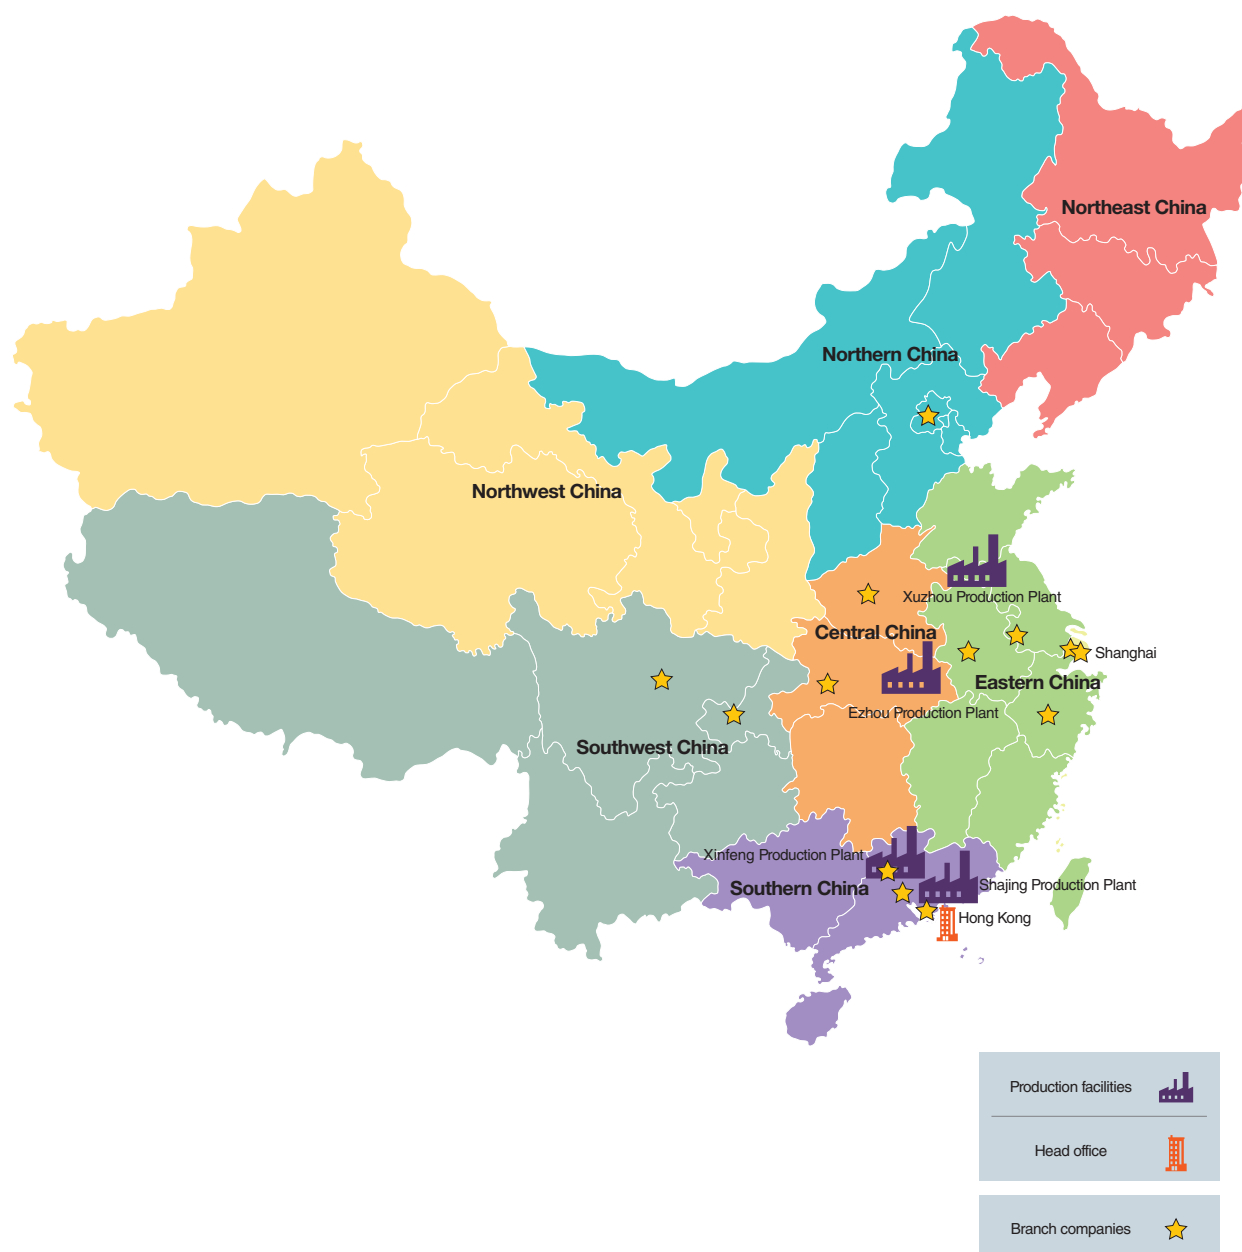 Northeast China
Northern China
Northwest China
Xuzhou Production Plant
Central China
Shanghai
Eastern China
Ezhou Production Plant
Southwest China
Xinfeng Production Plant
Southern China
Shajing Production Plant
Hong Kong
Production facilities
Head office
Branch companies